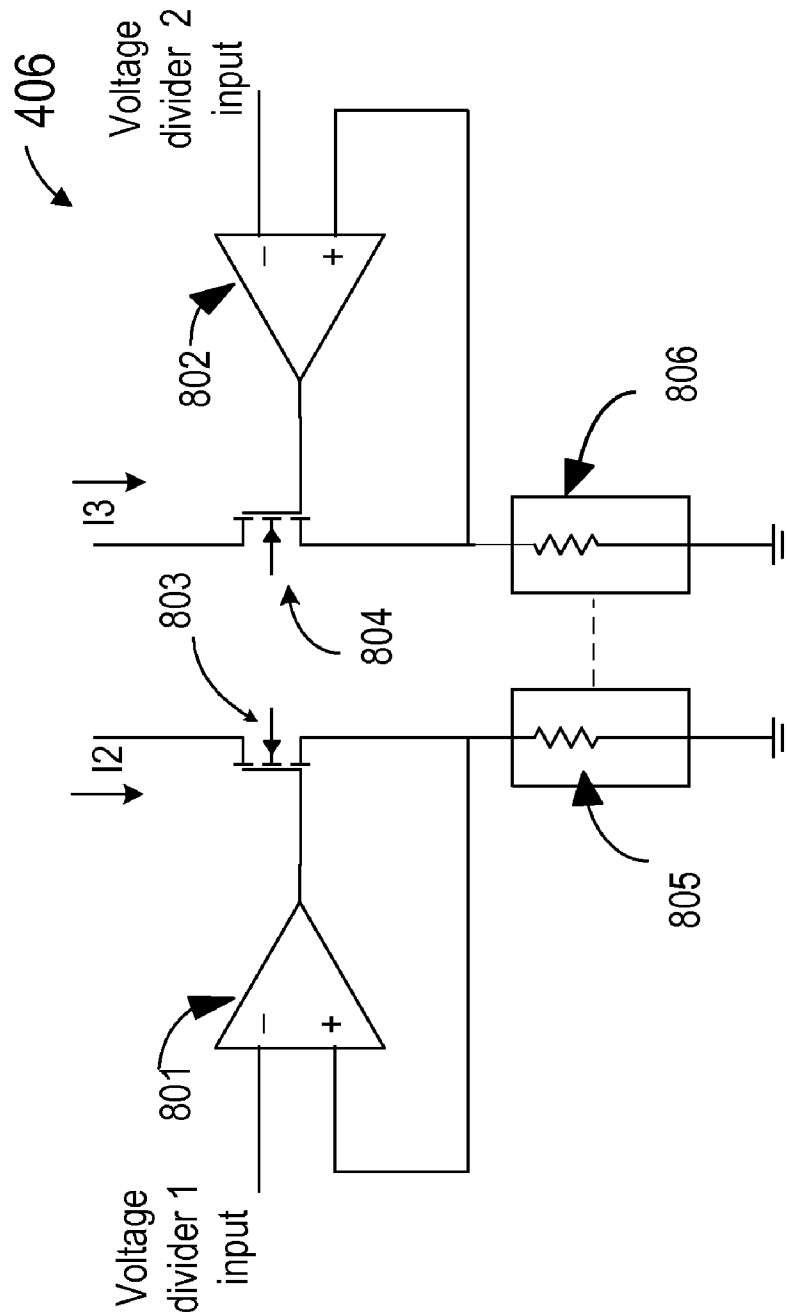 406
Voltage
divider 1
input
801
−
+
I2
803
I3
804
802
−
+
Voltage
divider 2
input
805
806